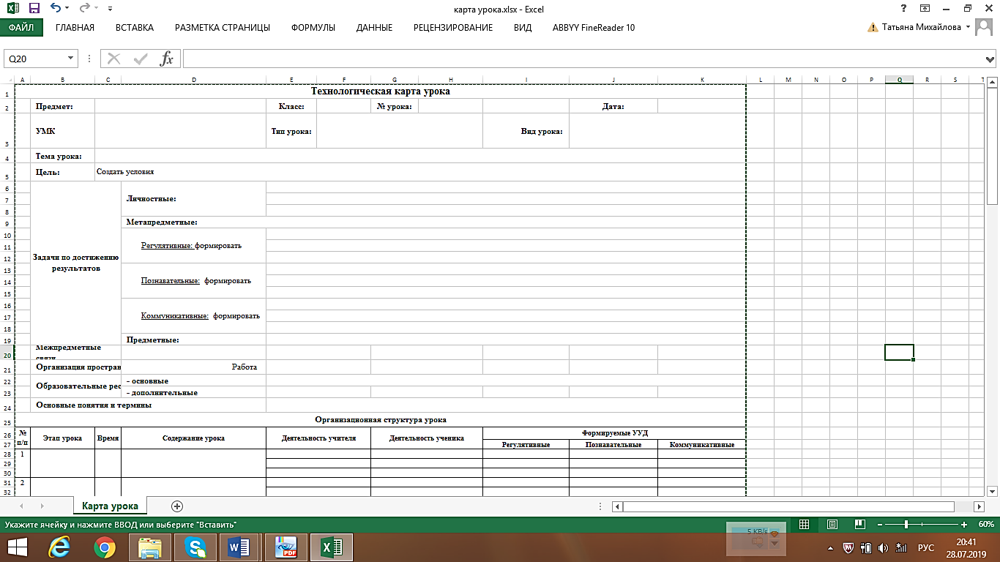 карта урока.xlsx - Excel
ФАЙЛ ГЛАВНАЯ ВСТАВКА РАЗМЕТКА СТРАНИЦЫ ФОРМУЛЫ ДАННЫЕ РЕЦЕНЗИРОВАНИЕ ВИД ABBYY FineReader 10 Татьяна Михайлова
Q20 fx
A B C D E F G H I J K L M N O P Q R S T
1 Технологическая карта урока
2 Предмет: Класс: № урока: Дата:
3 УМК Тип урока: Вид урока:
4 Тема урока:
5 Цель: Создать условия
6
7 Личностные:
8
9 Метапредметные:
10
11 Регулятивные: формировать
12 Задачи по достижению
результатов
13
14 Познавательные: формировать
15
16
17 Коммуникативные: формировать
18
19 Предметные:
20 Межпредметные
связи
21 Организация простран Работа
22 - основные
Образовательные рес
23 - дополнительные
24 Основные понятия и термины
25 Организационная структура урока
26 № Этап урока Время Содержание урока Деятельность учителя Деятельность ученика Формируемые УУД
27 п/п Регулятивные Познавательные Коммуникативные
28 1
29
30
31 2
32
Карта урока
Укажите ячейку и нажмите ВВОД или выберите "Вставить" 60%
5 KB/s
РУС
20:41
28.07.2019